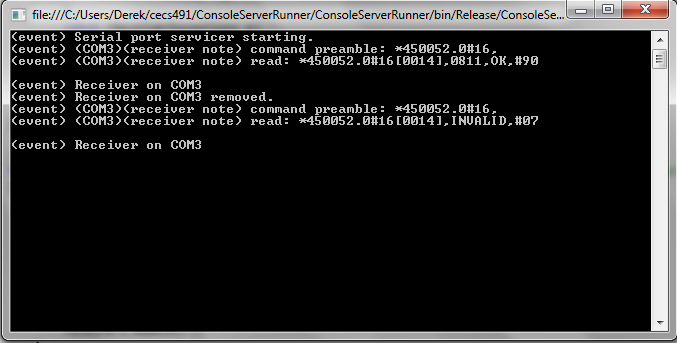 file:///C:/Users/Derek/cecs491/ConsoleServerRunner/ConsoleServerRunner/bin/Release/ConsoleSe...
(event) Serial port servicer starting.
(event) (COM3)(receiver note) command preamble: *450052.0#16,
(event) (COM3)(receiver note) read: *450052.0#16[0014],0811,OK,#90
(event) Receiver on COM3
(event) Receiver on COM3 removed.
(event) (COM3)(receiver note) command preamble: *450052.0#16,
(event) (COM3)(receiver note) read: *450052.0#16[0014],INVALID,#07
(event) Receiver on COM3